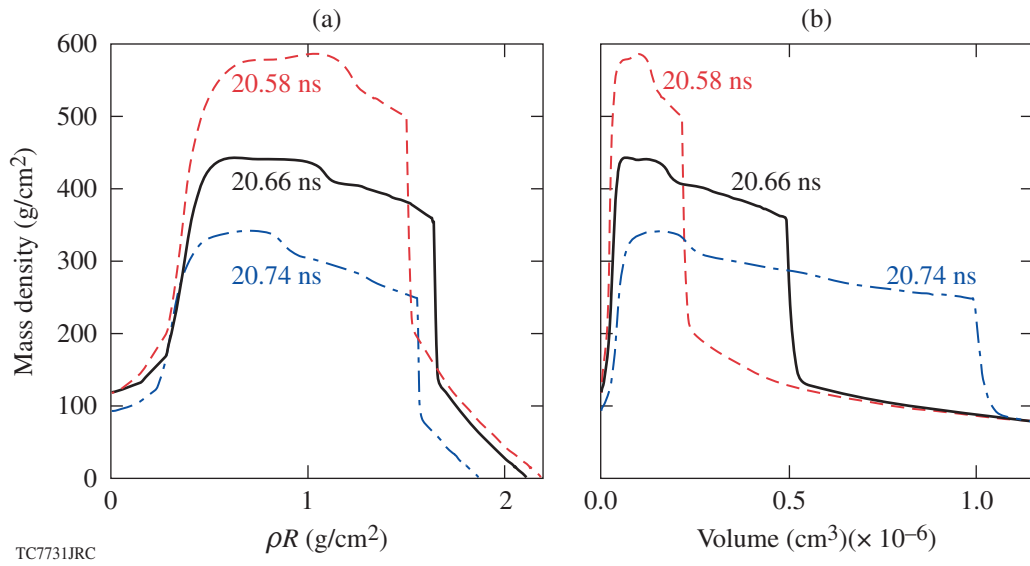 (a)
600
500
400
300
200
100
0
Mass density (g/cm²)
20.58 ns
20.66 ns
20.74 ns
0
1
2
ρR (g/cm²)
(b)
20.58 ns
20.66 ns
20.74 ns
0.0
0.5
1.0
Volume (cm³)(× 10⁻⁶)
TC7731JRC